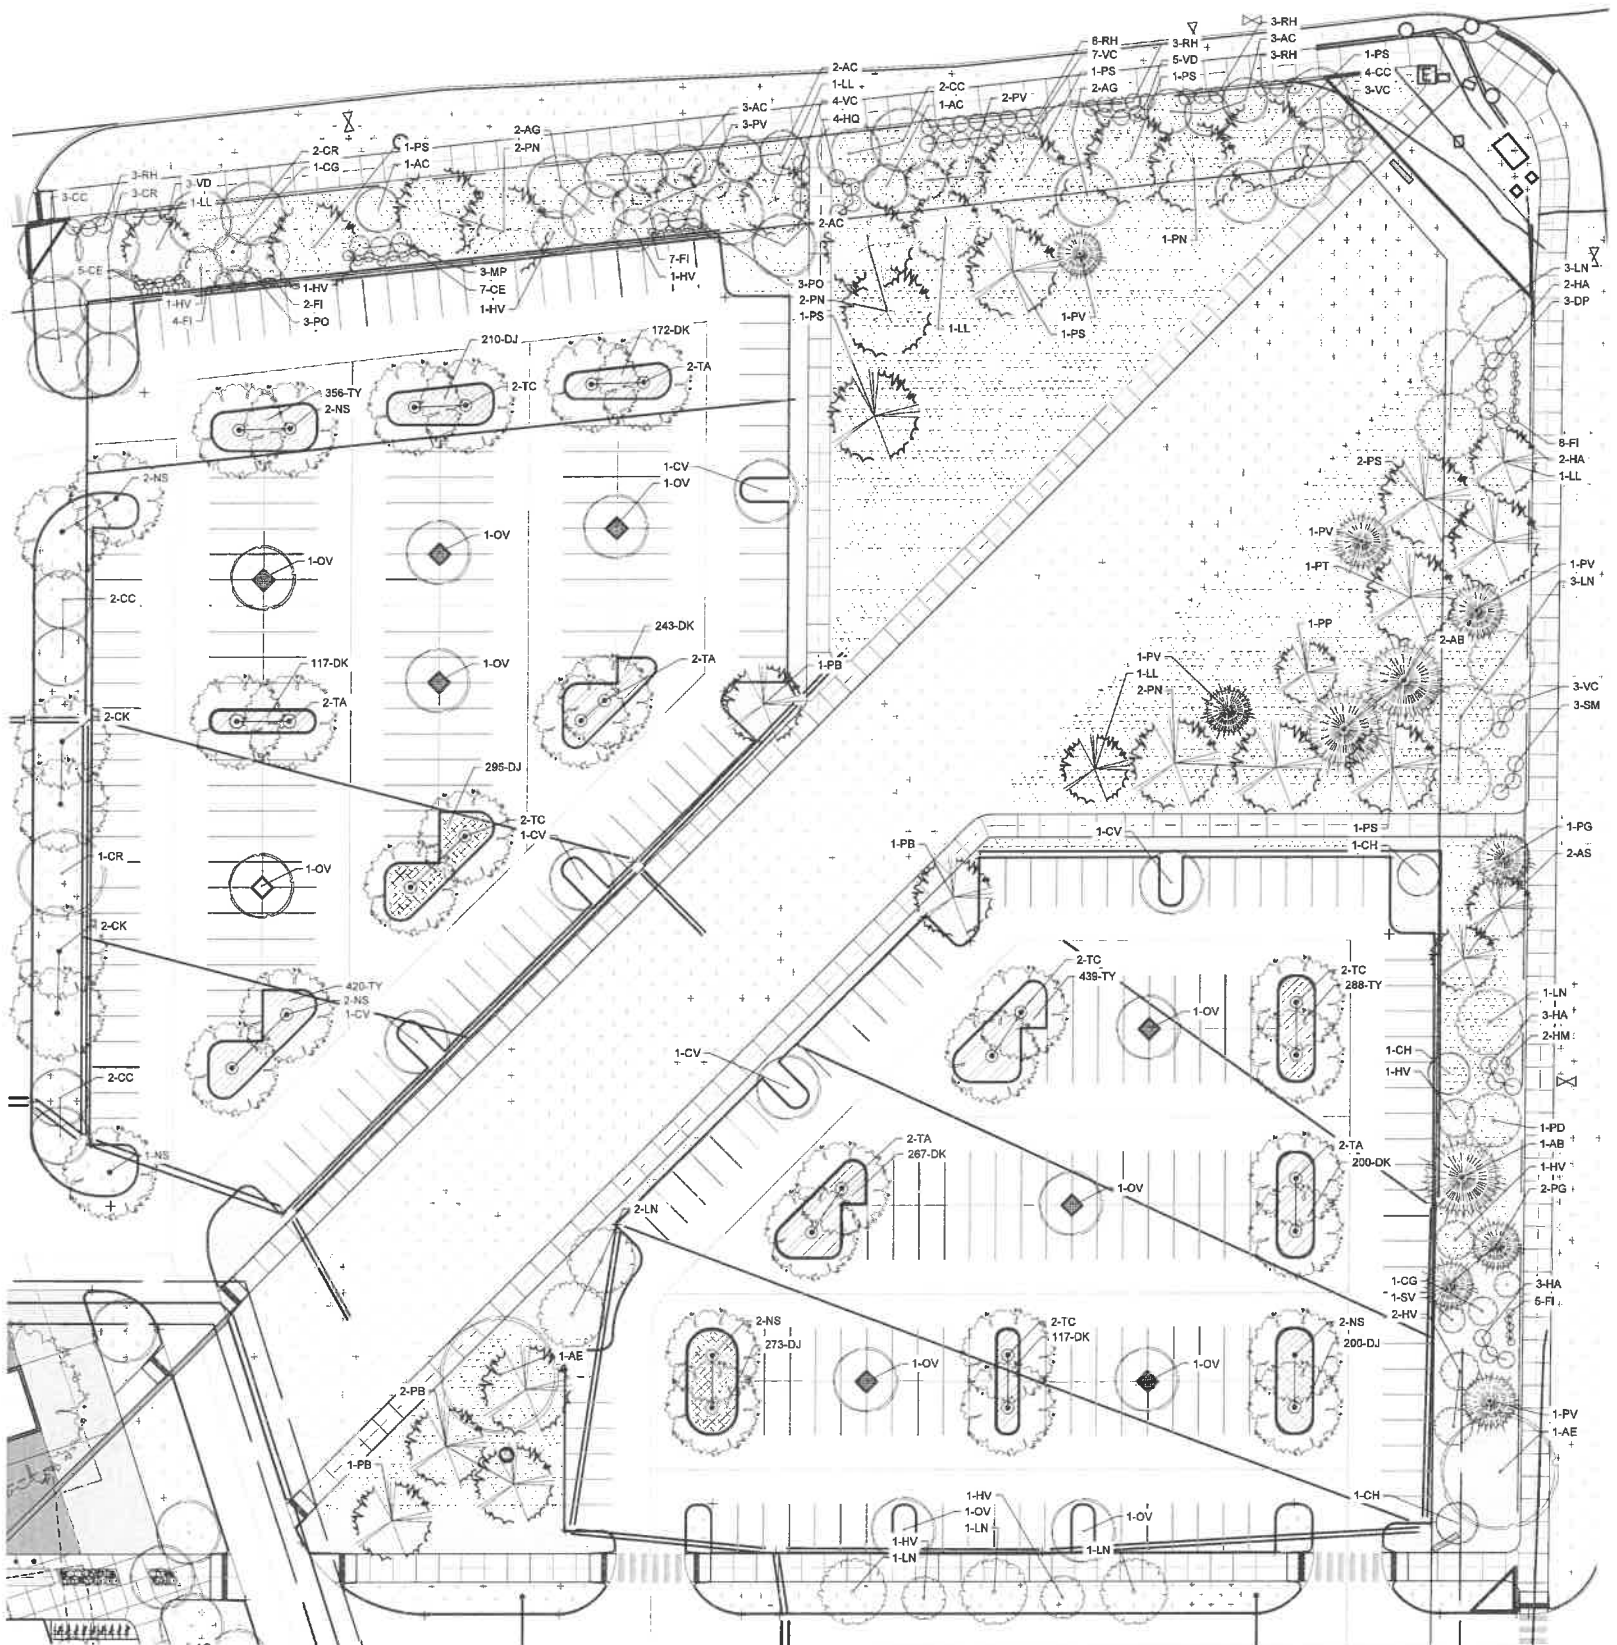 3-RH
8-RH
7-VC
3-RH
3-AC
1-PS
5-VD
3-RH
1-PS
4-CC
3-VC
1-PS
2-AG
2-AC
1-LL
4-VC
4-HQ
2-CC
1-AC
2-PV
3-AC
3-PV
2-AG
2-PN
1-PS
1-AC
2-CR
1-CG
3-RH
3-CR
3-VD
1-LL
3-CC
E
5-CE
1-HV
4-FI
1-HV
2-FI
3-PO
3-MP
7-CE
1-HV
7-FI
1-HV
2-AC
3-PO
2-PN
1-PS
1-LL
1-PV
1-PS
1-PN
3-LN
2-HA
3-DP
210-DJ
172-DK
2-TA
2-TC
356-TY
2-NS
8-FI
2-HA
1-LL
2-PS
2-NS
1-CV
1-OV
1-OV
1-OV
1-PV
1-PT
1-PV
3-LN
2-CC
243-DK
2-TA
1-OV
1-PB
117-DK
2-TA
2-CK
1-PP
2-AB
1-PV
1-LL
2-PN
3-VC
3-SM
295-DJ
2-TC
1-CV
1-CR
1-OV
1-PB
1-CV
1-PS
1-CH
1-PG
2-AS
2-CK
420-TY
2-NS
1-CV
2-TC
439-TY
1-OV
2-TC
288-TY
1-LN
3-HA
2-HM
1-CH
1-HV
2-CC
1-CV
1-NS
2-TA
267-DK
1-OV
2-TA
200-DK
1-PD
1-AB
1-HV
2-PG
2-LN
1-CG
1-SV
2-HV
3-HA
5-FI
2-NS
273-DJ
1-OV
2-TC
117-DK
1-OV
2-NS
200-DJ
1-AE
2-PB
1-PB
1-PV
1-AE
1-HV
1-OV
1-LN
1-OV
1-CH
1-HV
1-LN
1-LN